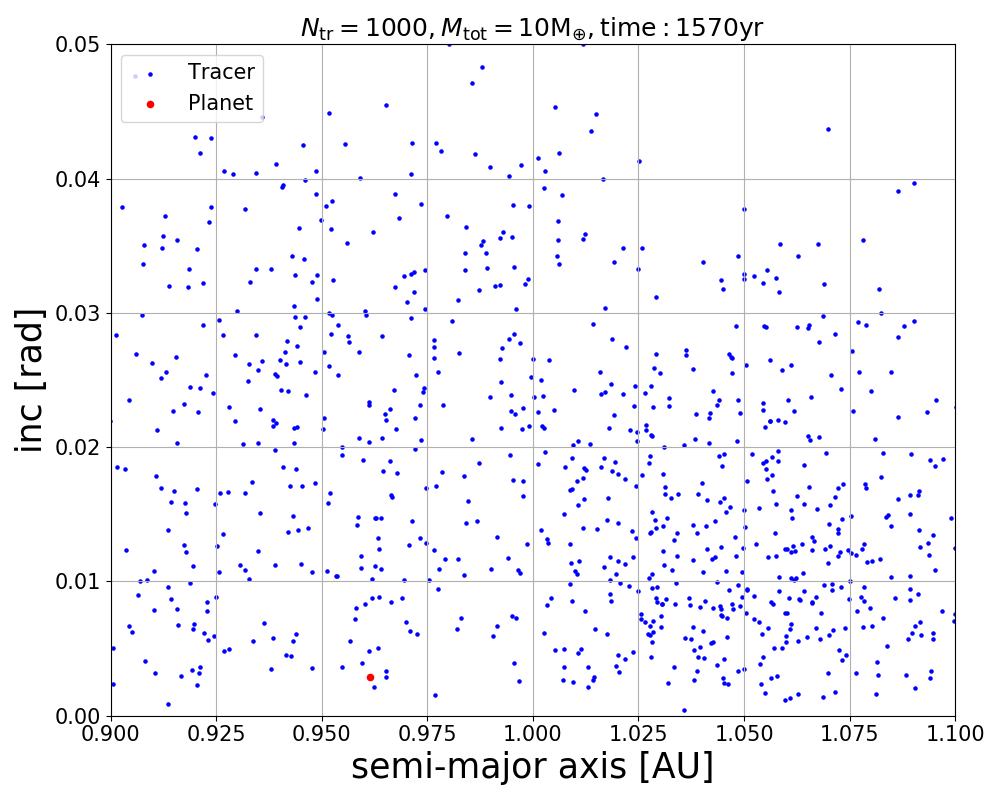 N_tr = 1000, M_tot = 10M_⊕, time : 1570yr
Tracer
Planet
0.05
0.04
0.03
0.02
0.01
0.00
inc [rad]
0.900 0.925 0.950 0.975 1.000 1.025 1.050 1.075 1.100
semi-major axis [AU]